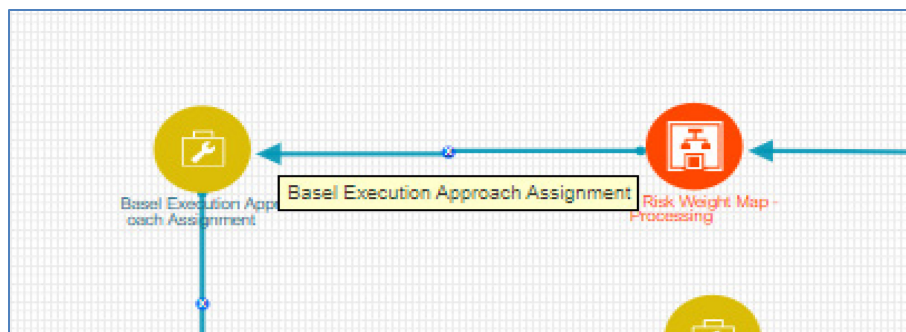 Basel Execution Approach Assignment
Basel Execution App
oach Assignment
Risk Weight Map -
Processing